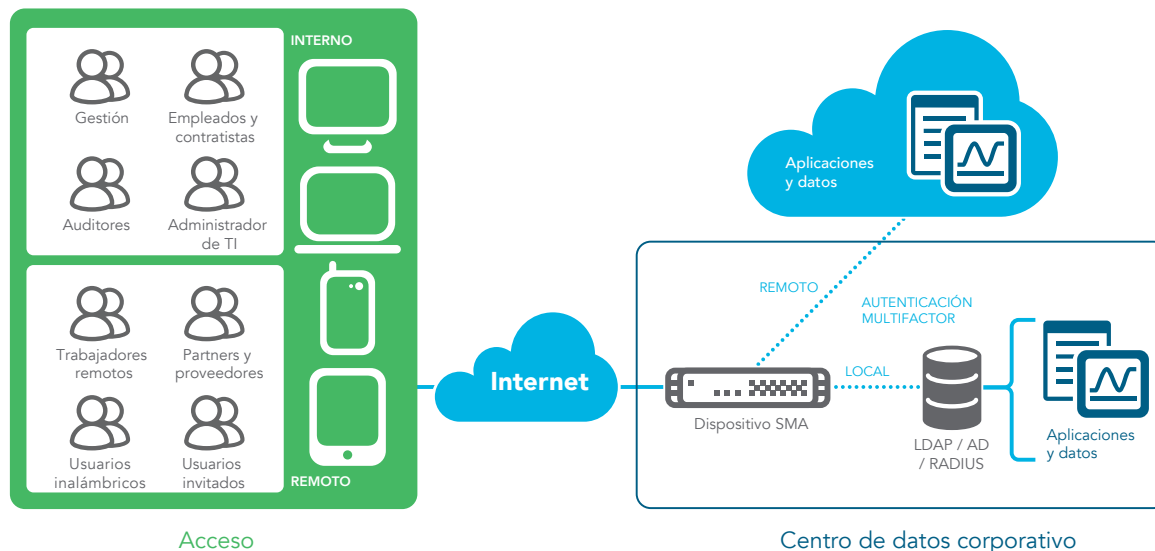 INTERNO
Gestión
Empleados y
contratistas
Auditores
Administrador
de TI
Trabajadores
remotos
Partners y
proveedores
Usuarios
inalámbricos
Usuarios
invitados
REMOTO
Acceso
Internet
Aplicaciones
y datos
REMOTO
AUTENTICACIÓN
MULTIFACTOR
LOCAL
Dispositivo SMA
LDAP / AD
/ RADIUS
Aplicaciones
y datos
Centro de datos corporativo